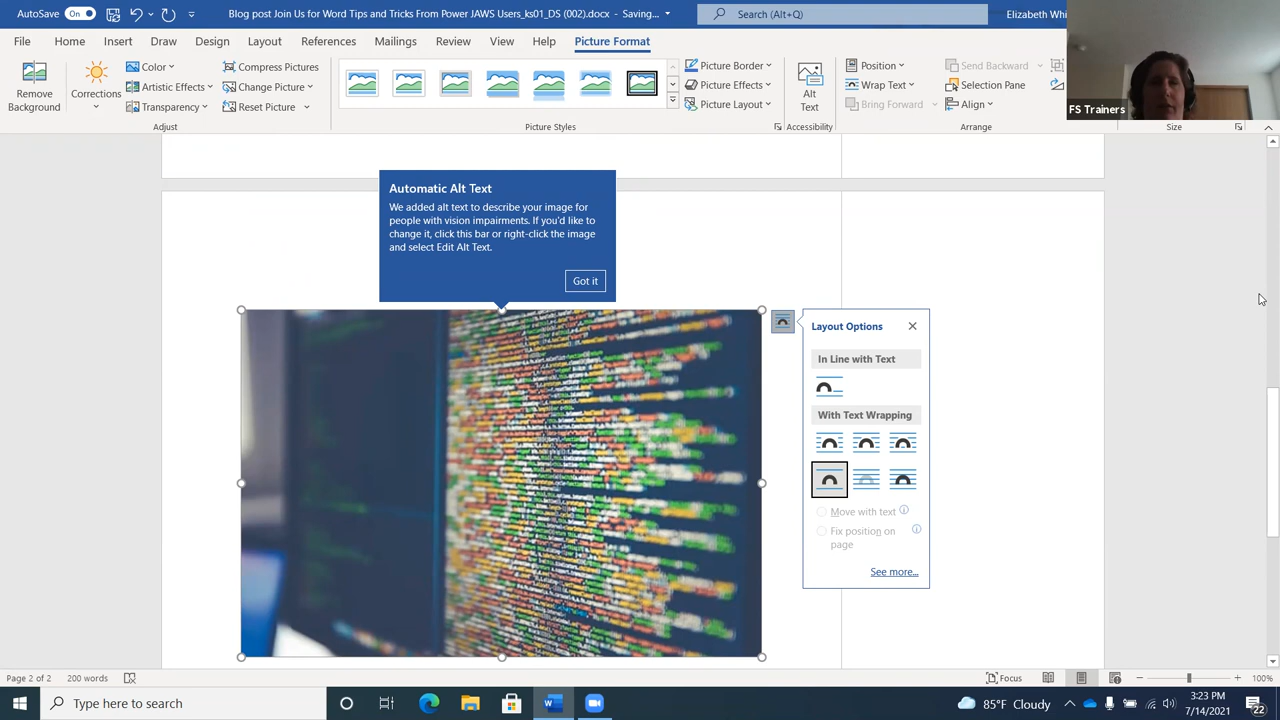 AutoSave On Blog post Join Us for Word Tips and Tricks From JAWS Users_ks01_DS (002).docx - Saving... Search (Alt+Q) Elizabeth Whi
File Home Insert Draw Design Layout References Mailings Review View Help Picture Format
Remove Background
Corrections
Color
Artistic Effects
Transparency
Compress Pictures
Change Picture
Reset Picture
Adjust
Picture Styles
Picture Border
Picture Effects
Picture Layout
Alt Text
Accessibility
Position
Wrap Text
Bring Forward
Send Backward
Selection Pane
Align
Arrange
Size
FS Trainers
Automatic Alt Text
We added alt text to describe your image for
people with vision impairments. If you'd like to
change it, click this bar or right-click the image
and select Edit Alt Text.
Got it
Layout Options
In Line with Text
With Text Wrapping
Move with text
Fix position on
page
See more...
Page 2 of 2 200 words Focus 100%
Type here to search W 85°F Cloudy 3:23 PM
7/14/2021 22